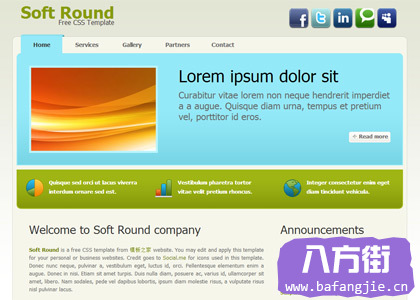 Soft Round
Free CSS Template
Home Services Gallery Partners Contact
Lorem ipsum dolor sit
Curabitur vitae lorem non neque hendrerit imperdiet
a a augue. Quisque diam urna, tempus et pretium
vel, porttitor id eros.
Read more
Quisque sed orci ut lacus viverra
interdum ornare sed est.
Vestibulum pharetra tortor
vitae velit pretium rhoncus.
Integer consectetur enim eget
diam tincidunt vehicula.
Welcome to Soft Round company
Announcements
Soft Round is a free CSS template from 模板之家 website. You may edit and apply this template
for your personal or business websites. Credit goes to Social.me for icons used in this template.
Donec nunc neque, pulvinar a, vestibulum eget, luctus id, orci. Pellentesque elementum enim a
augue. Donec id nisi. Etiam sit amet turpis. Duis nulla diam, posuere ac, varius id, ullamcorper sit
amet, libero. Nam sodales, pede vel dapibus lobortis, ipsum diam molestie risus, a vulputate risus
nisl pulvinar lacus.
八方街
www.bafangjie.cn